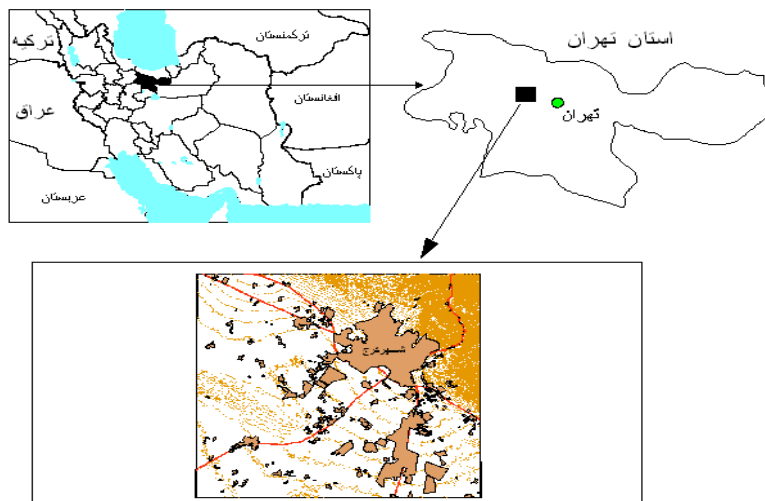 ترکیه
ترکمنستان
عراق
افغانستان
پاکستان
عربستان
استان تهران
تهران
شهر کرج